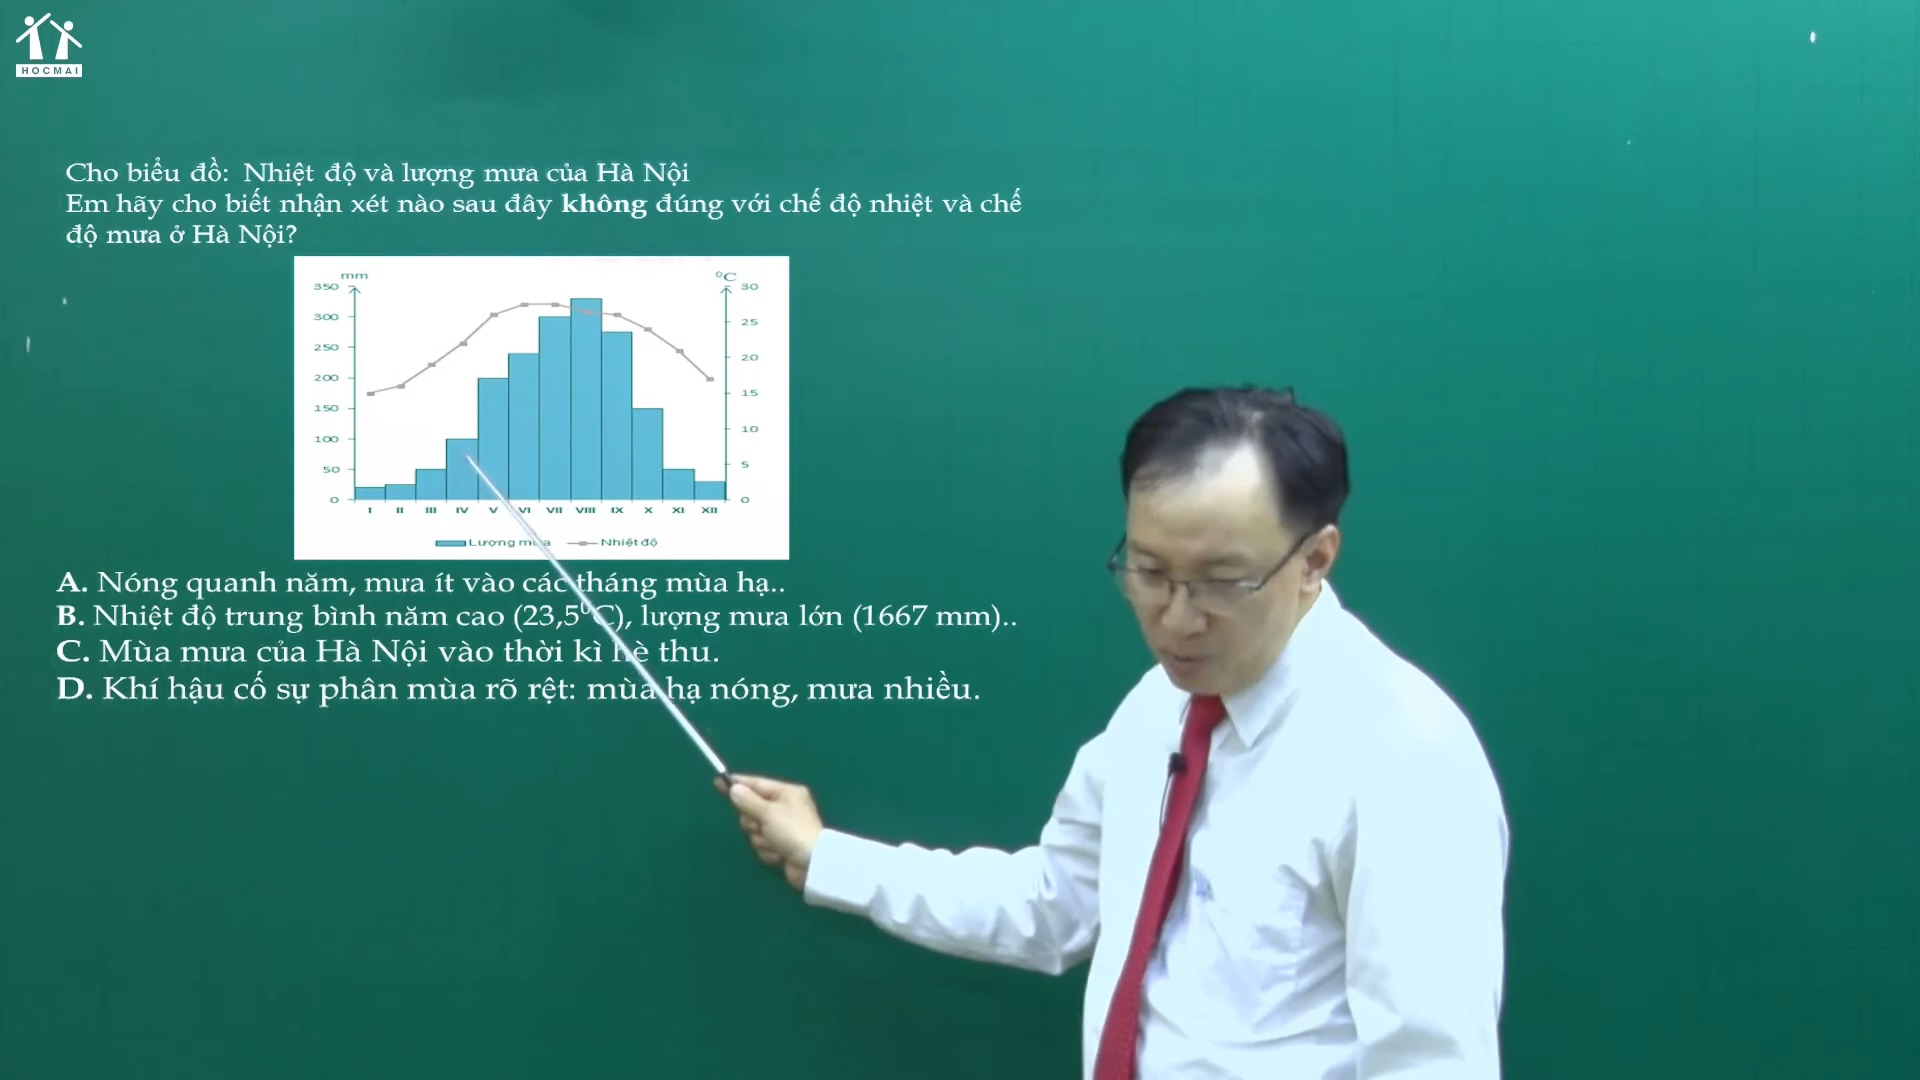 HOCMAI
Cho biểu đồ: Nhiệt độ và lượng mưa của Hà Nội
Em hãy cho biết nhận xét nào sau đây không đúng với chế độ nhiệt và chế
độ mưa ở Hà Nội?
mm
⁰C
350
300
250
200
150
100
50
0
30
25
20
15
10
5
0
I II III IV V VI VII VIII IX X XI XII
Lượng mưa Nhiệt độ
A. Nóng quanh năm, mưa ít vào các tháng mùa hạ..
B. Nhiệt độ trung bình năm cao (23,5⁰C), lượng mưa lớn (1667 mm)..
C. Mùa mưa của Hà Nội vào thời kì hè thu.
D. Khí hậu cố sự phân mùa rõ rệt: mùa hạ nóng, mưa nhiều.